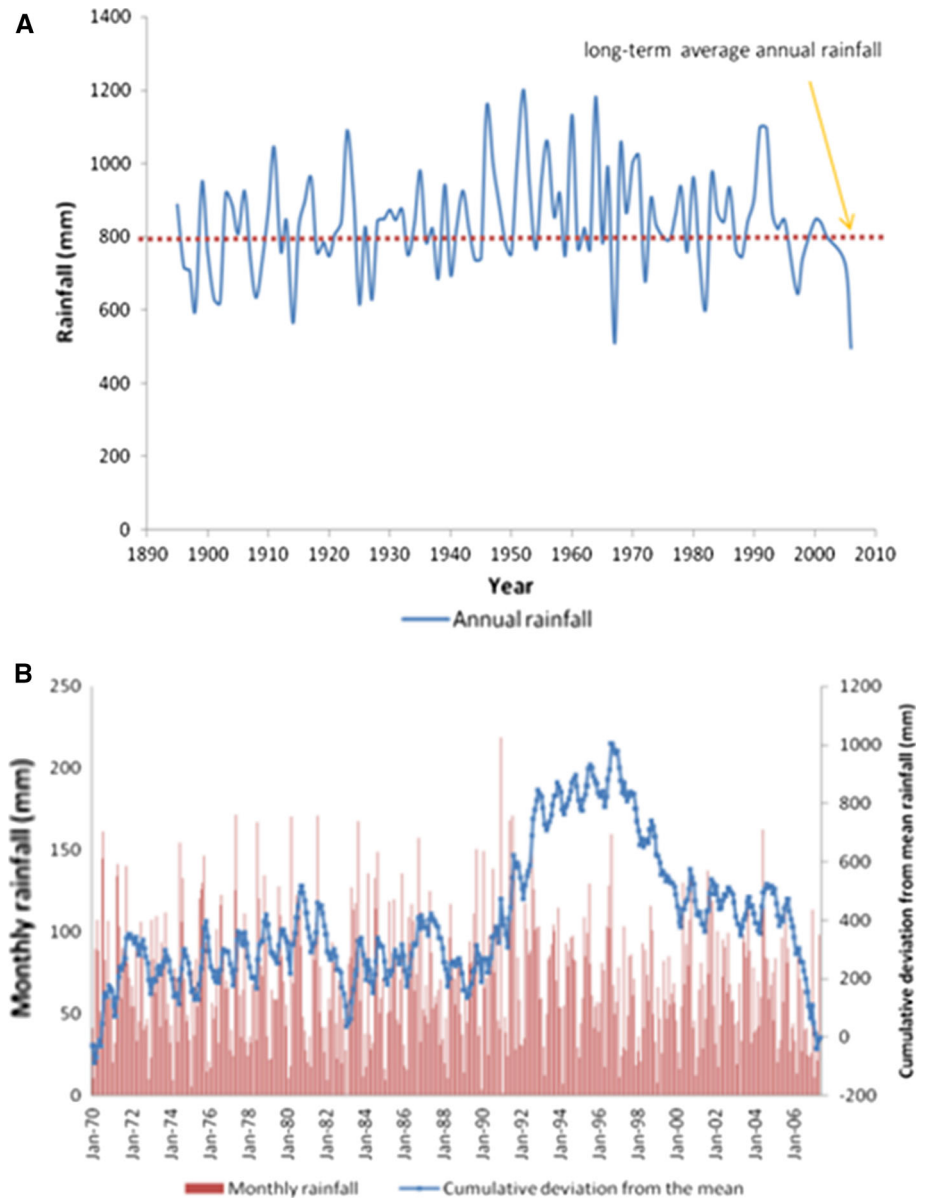 A
long-term average annual rainfall
Rainfall (mm)
1400
1200
1000
800
600
400
200
0
1890 1900 1910 1920 1930 1940 1950 1960 1970 1980 1990 2000 2010
Year
Annual rainfall
B
Monthly rainfall (mm)
250
200
150
100
50
0
1200
1000
800
600
400
200
0
-200
Cumulative deviation from mean rainfall (mm)
Jan-70 Jan-72 Jan-74 Jan-76 Jan-78 Jan-80 Jan-82 Jan-84 Jan-86 Jan-88 Jan-90 Jan-92 Jan-94 Jan-96 Jan-98 Jan-00 Jan-02 Jan-04 Jan-06
Monthly rainfall Cumulative deviation from the mean